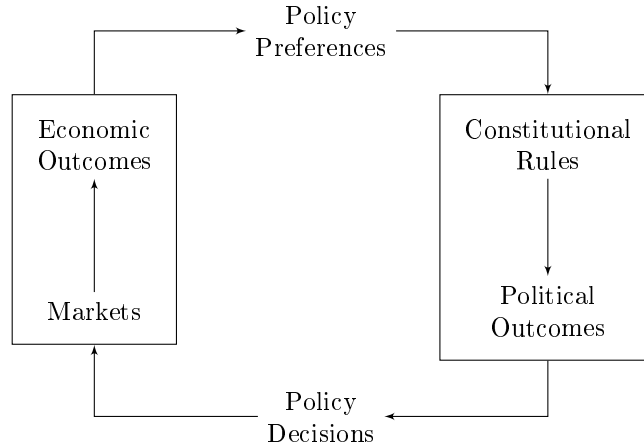 Policy
Preferences
Economic
Outcomes
Markets
Constitutional
Rules
Political
Outcomes
Policy
Decisions